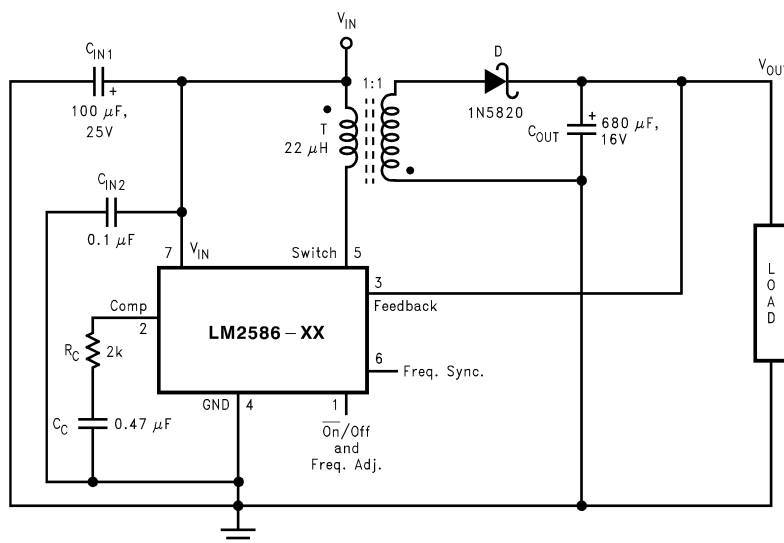 V_IN
C_IN1
+
100 μF,
25V
1:1
D
1N5820
V_OUT
T
22 μH
C_OUT
+
680 μF,
16V
C_IN2
0.1 μF
7
V_IN
Switch
5
Comp
2
LM2586-XX
3
Feedback
6
Freq. Sync.
R_C
2k
C_C
0.47 μF
GND
4
1
On/Off
and
Freq. Adj.
LOAD